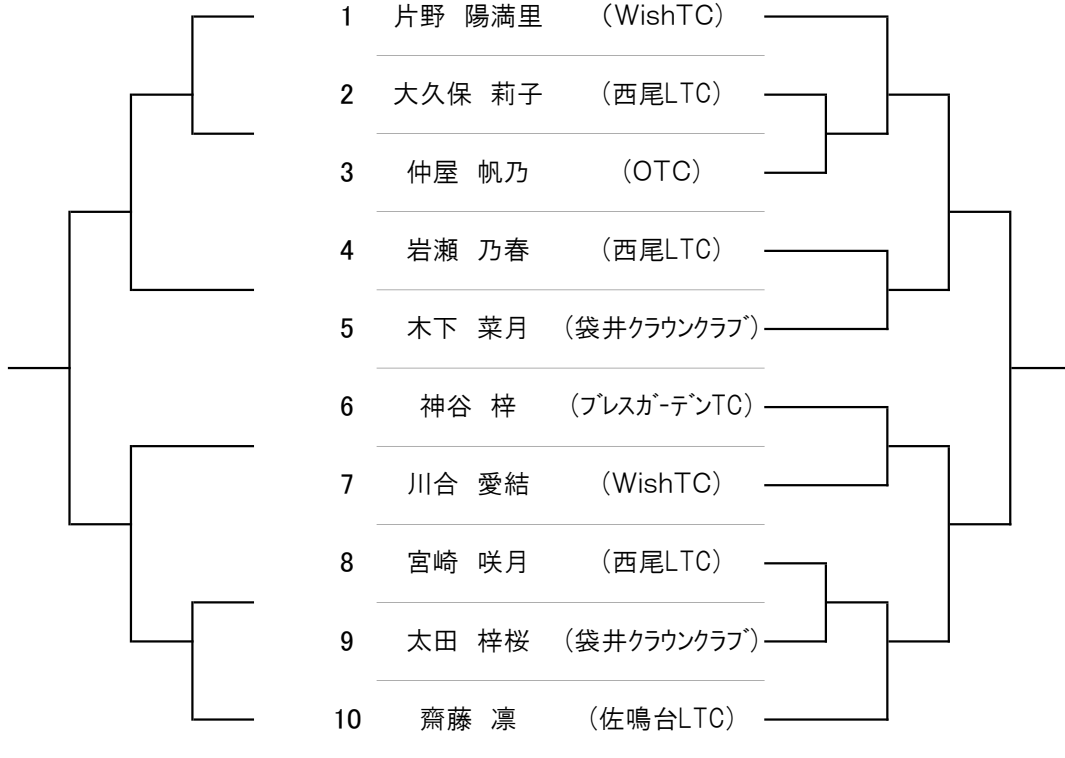 1 片野 陽満里 (WishTC)
2 大久保 莉子 (西尾LTC)
3 仲屋 帆乃 (OTC)
4 岩瀬 乃春 (西尾LTC)
5 木下 菜月 (袋井ｸﾗｳﾝｸﾗﾌﾞ)
6 神谷 梓 (ﾌﾞﾚｽｶﾞｰﾃﾞﾝTC)
7 川合 愛結 (WishTC)
8 宮崎 咲月 (西尾LTC)
9 太田 梓桜 (袋井ｸﾗｳﾝｸﾗﾌﾞ)
10 齋藤 凛 (佐鳴台LTC)